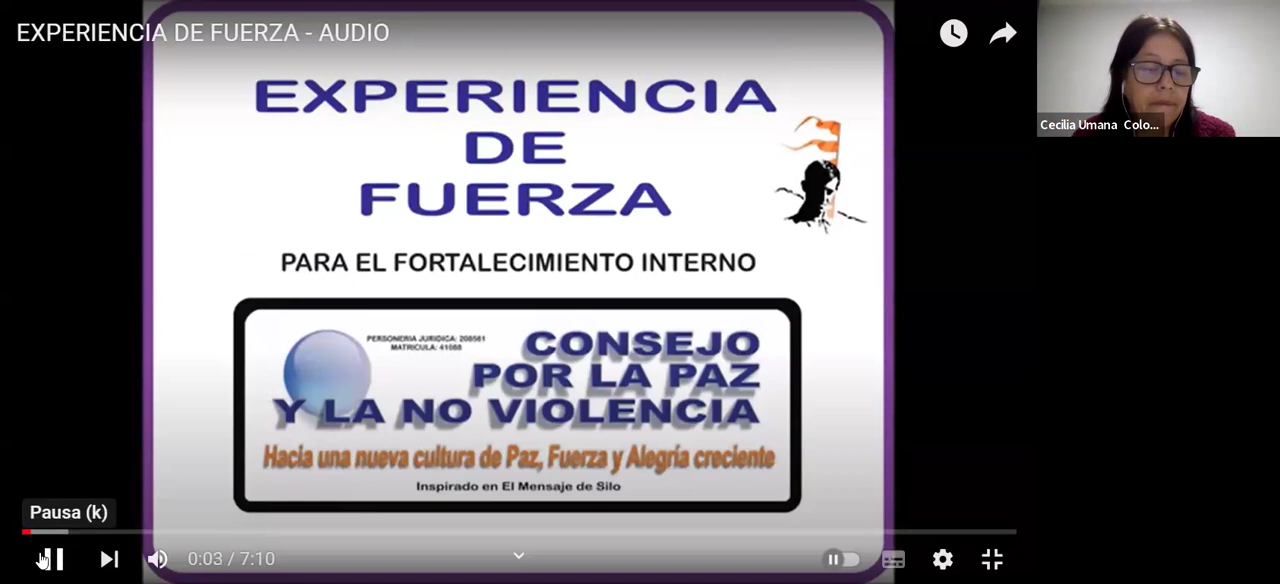 EXPERIENCIA DE FUERZA - AUDIO
EXPERIENCIA
DE
FUERZA
PARA EL FORTALECIMIENTO INTERNO
PERSONERIA JURIDICA: 208561
MATRICULA: 41088
CONSEJO
POR LA PAZ
Y LA NO VIOLENCIA
Hacia una nueva cultura de Paz, Fuerza y Alegría creciente
Inspirado en El Mensaje de Silo
Pausa (k)
0:03 / 7:10
Cecilia Umana Colo...